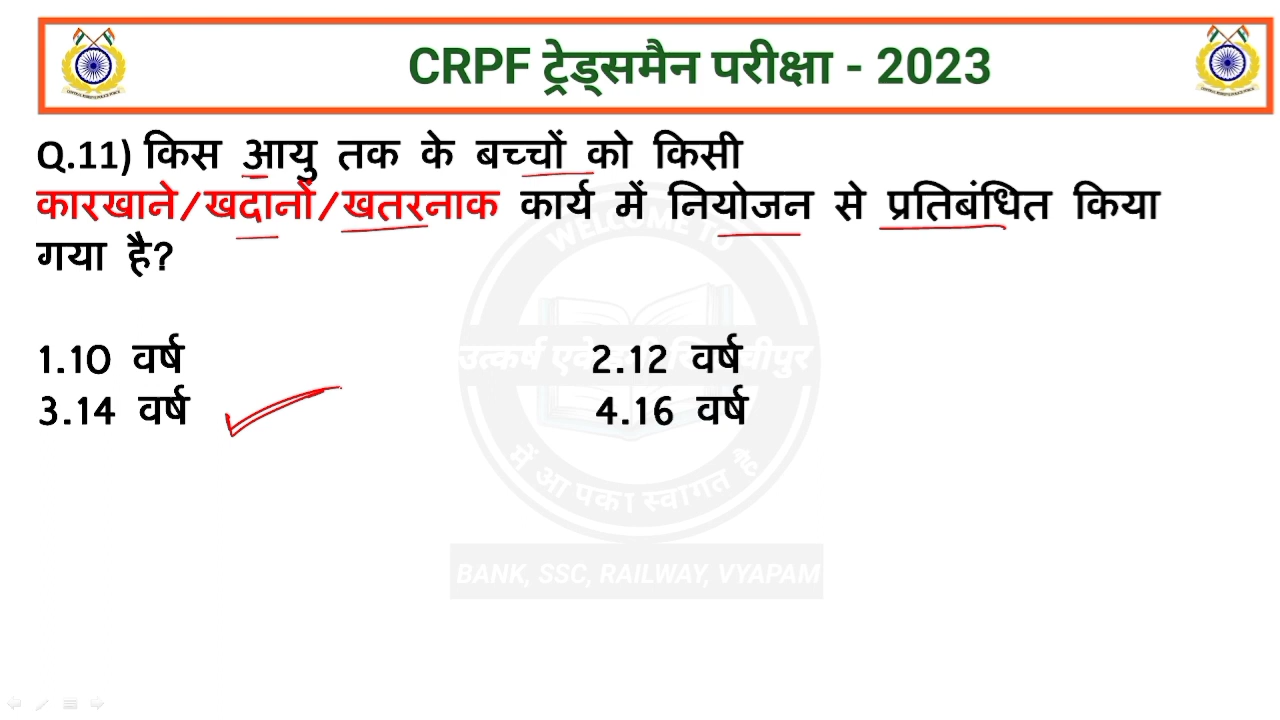 CRPF ट्रेड्समैन परीक्षा - 2023
Q.11) किस आयु तक के बच्चों को किसी
कारखाने/खदानों/खतरनाक कार्य में नियोजन से प्रतिबंधित किया
गया है?
WELCOME TO
1.10 वर्ष 2.12 वर्ष
उत्कर्ष
3.14 वर्ष 4.16 वर्ष
में आपका स्वागत है
BANK, SSC, RAILWAY, VYAPAM